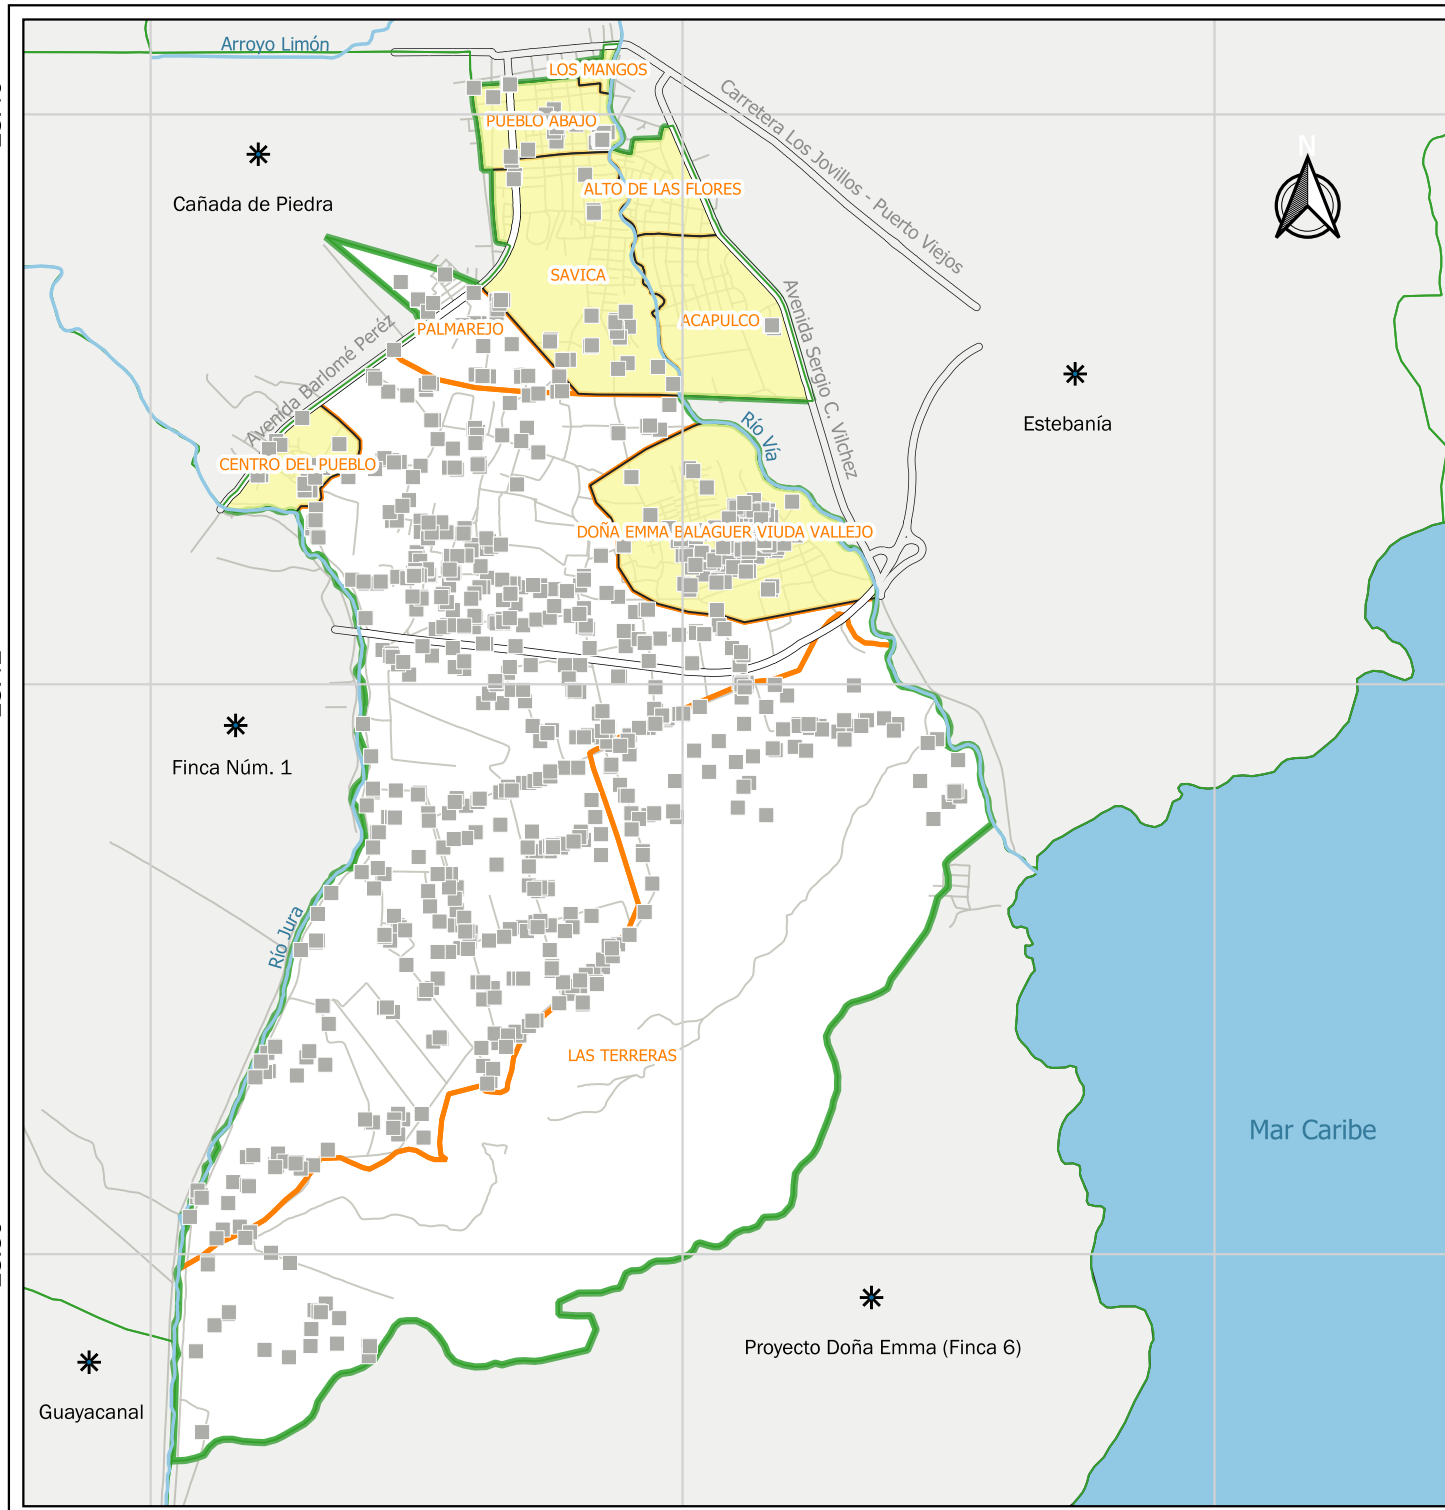 Arroyo Limón
LOS MANGOS
Carretera Los Jovillos - Puerto Viejos
PUEBLO ABAJO
N
ALTO DE LAS FLORES
Cañada de Piedra
SAVICA
ACAPULCO
PALMAREJO
Avenida Barlomé Peréz
Avenida Sergio C. Vilchez
Estebanía
Río Vía
CENTRO DEL PUEBLO
DOÑA EMMA BALAGUER VIUDA VALLEJO
Finca Núm. 1
Río Jura
LAS TERRERAS
Mar Caribe
Proyecto Doña Emma (Finca 6)
Guayacanal